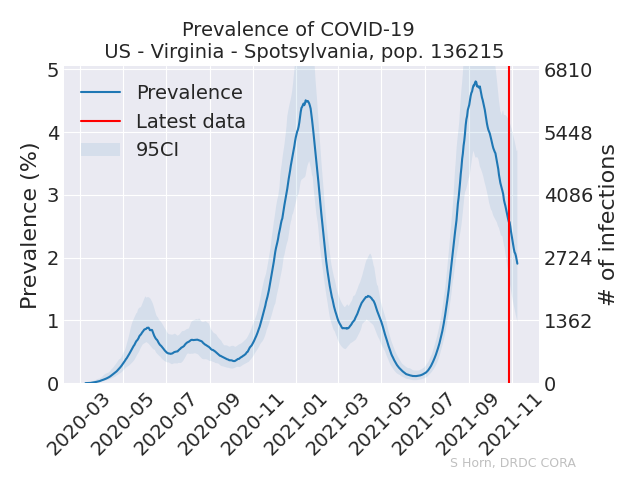 Prevalence of COVID-19
US - Virginia - Spotsylvania, pop. 136215
Prevalence (%)
5
4
3
2
1
0
Prevalence
Latest data
95CI
6810
5448
4086
2724
1362
0
# of infections
2020-03
2020-05
2020-07
2020-09
2020-11
2021-01
2021-03
2021-05
2021-07
2021-09
2021-11
S Horn, DRDC CORA